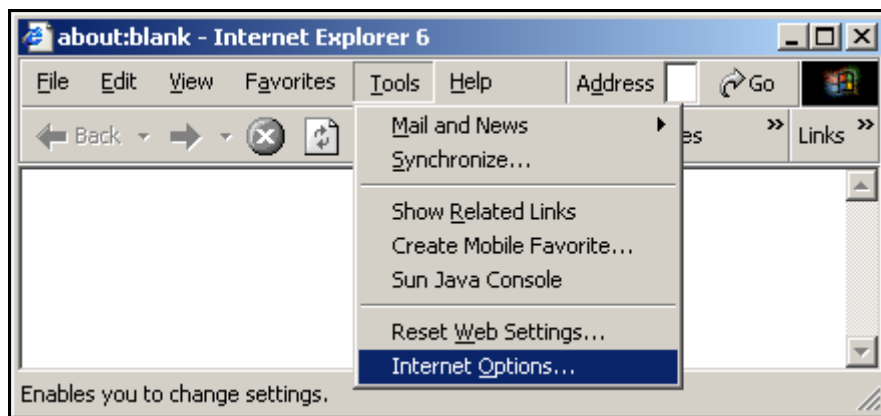 about:blank - Internet Explorer 6
File Edit View Favorites Tools Help Address Go
Back es » Links »
Mail and News
Synchronize...
Show Related Links
Create Mobile Favorite...
Sun Java Console
Reset Web Settings...
Internet Options...
Enables you to change settings.